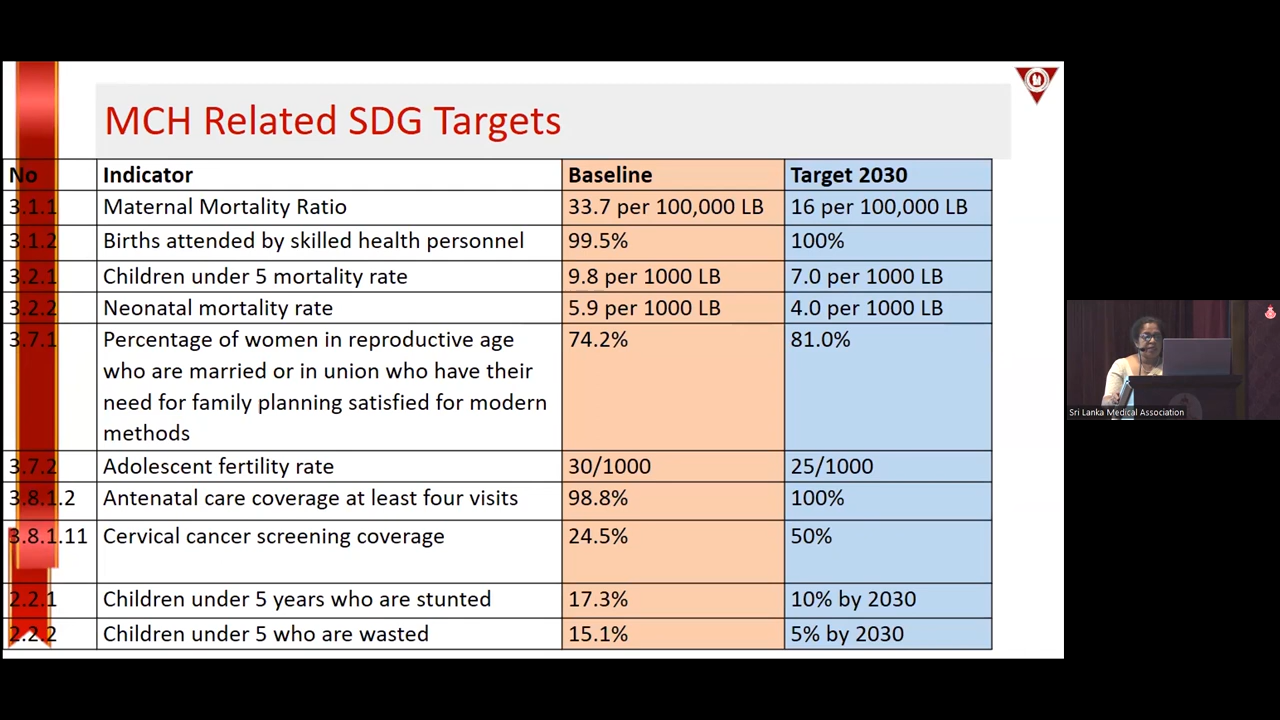 MCH Related SDG Targets
No Indicator Baseline Target 2030
3.1.1 Maternal Mortality Ratio 33.7 per 100,000 LB 16 per 100,000 LB
3.1.2 Births attended by skilled health personnel 99.5% 100%
3.2.1 Children under 5 mortality rate 9.8 per 1000 LB 7.0 per 1000 LB
3.2.2 Neonatal mortality rate 5.9 per 1000 LB 4.0 per 1000 LB
3.7.1 Percentage of women in reproductive age 74.2% 81.0%
who are married or in union who have their
need for family planning satisfied for modern
methods
3.7.2 Adolescent fertility rate 30/1000 25/1000
3.8.1.2 Antenatal care coverage at least four visits 98.8% 100%
3.8.1.11 Cervical cancer screening coverage 24.5% 50%
2.2.1 Children under 5 years who are stunted 17.3% 10% by 2030
2.2.2 Children under 5 who are wasted 15.1% 5% by 2030
Sri Lanka Medical Association